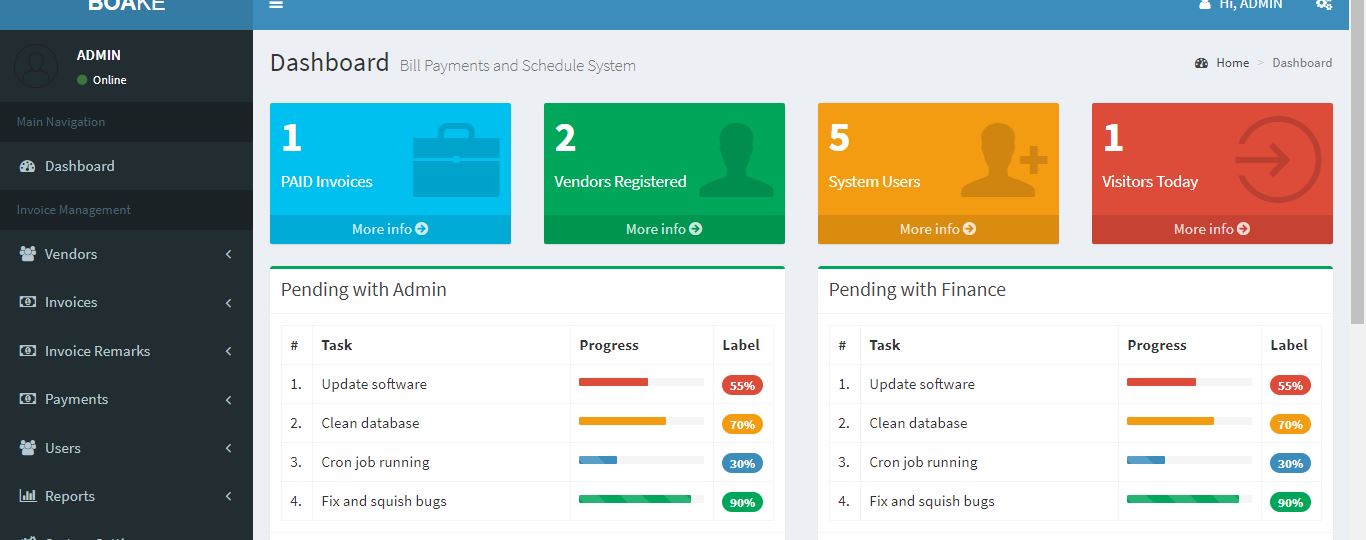 BOAKE
Hi, ADMIN
ADMIN
Online
Main Navigation
Dashboard
Invoice Management
Vendors
Invoices
Invoice Remarks
Payments
Users
Reports
Dashboard Bill Payments and Schedule System
Home > Dashboard
1
PAID Invoices
More info
2
Vendors Registered
More info
5
System Users
More info
1
Visitors Today
More info
Pending with Admin
# Task Progress Label
1. Update software 55%
2. Clean database 70%
3. Cron job running 30%
4. Fix and squish bugs 90%
Pending with Finance
# Task Progress Label
1. Update software 55%
2. Clean database 70%
3. Cron job running 30%
4. Fix and squish bugs 90%